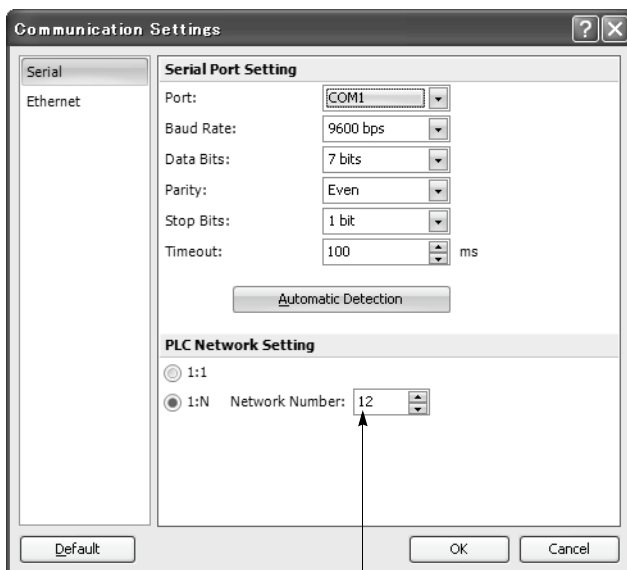 Communication Settings
Serial
Ethernet
Serial Port Setting
Port: COM1
Baud Rate: 9600 bps
Data Bits: 7 bits
Parity: Even
Stop Bits: 1 bit
Timeout: 100 ms
Automatic Detection
PLC Network Setting
1:1
1:N Network Number: 12
Default OK Cancel